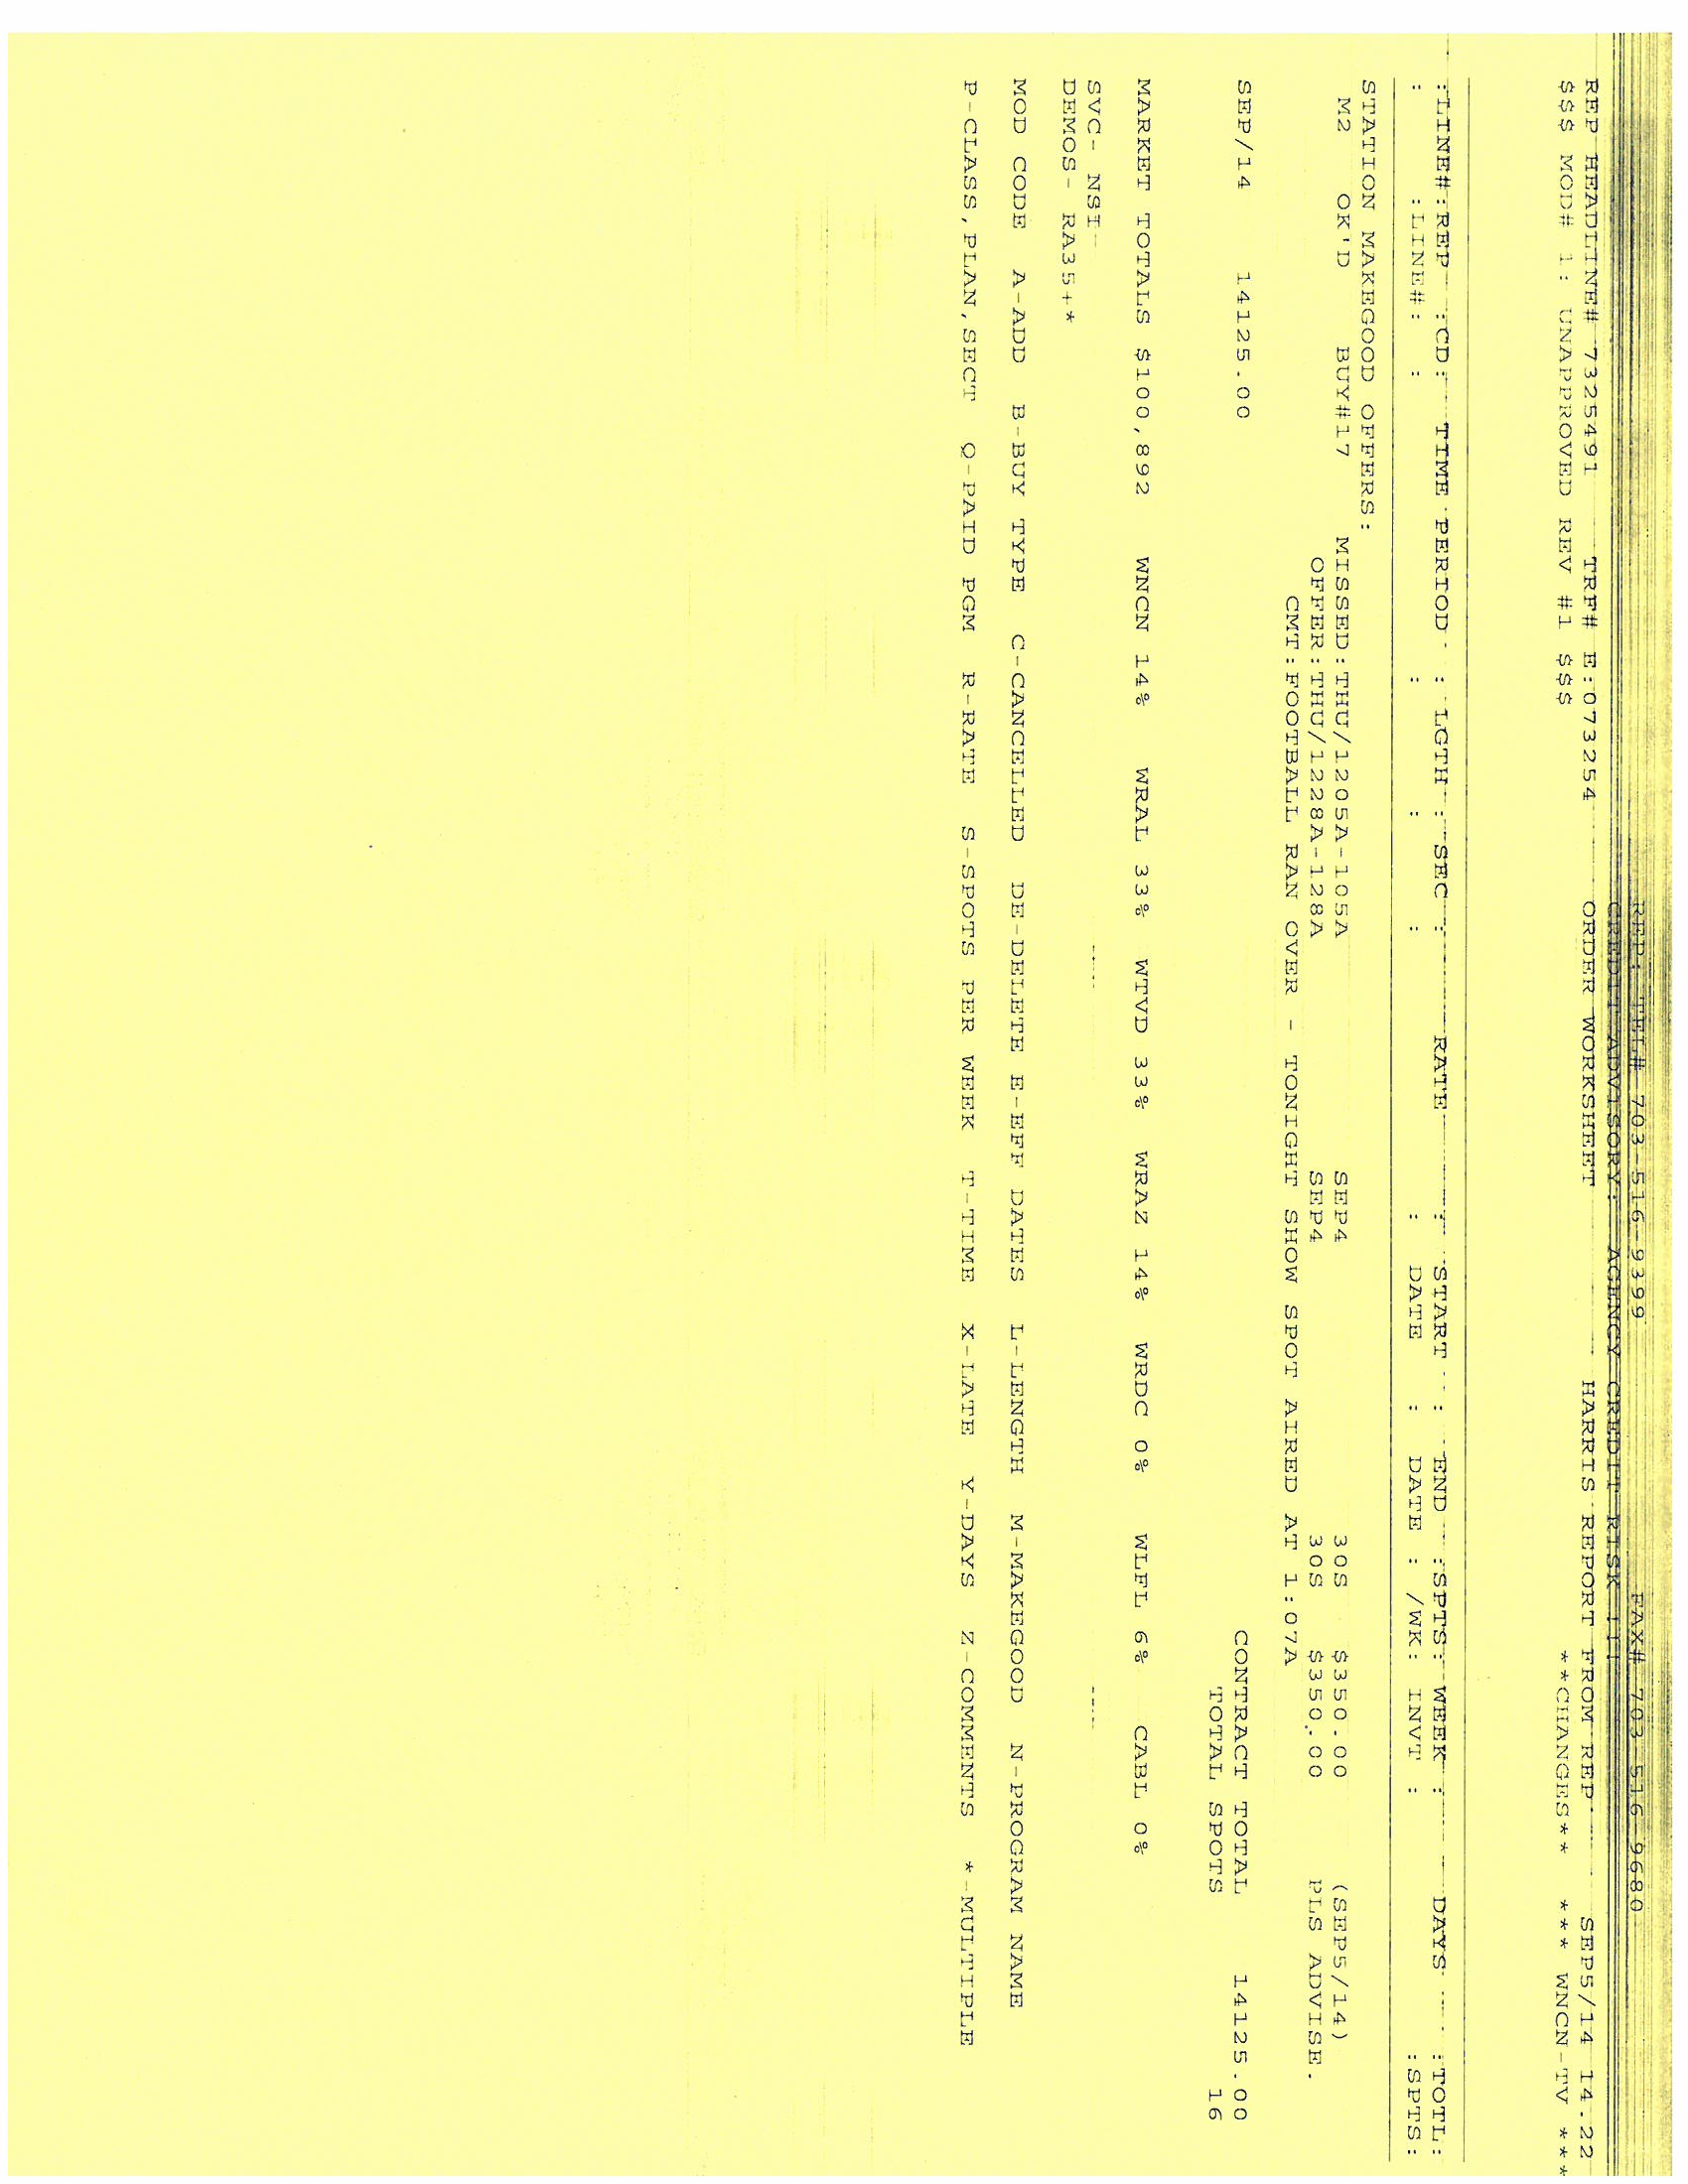 REP: TEL# 703-516-9399 FAX# 703-516-9680
CREDIT ADVISORY: AGENCY CREDIT RISK !!!
REP HEADLINE# 7325491 TRF# E:073254 ORDER WORKSHEET HARRIS REPORT FROM REP SEP5/14 14.22
$$$ MOD# 1: UNAPPROVED REV #1 $$$ **CHANGES** *** WNCN-TV ***
:LINE#:REP :CD: TIME PERIOD : LGTH : SEC : RATE : START : END :SPTS: WEEK : DAYS :TOTL:
: :LINE#: : : : : : DATE : DATE : /WK: INVT : :SPTS:
STATION MAKEGOOD OFFERS:
M2 OK'D BUY#17 MISSED:THU/1205A-105A SEP4 30S $350.00 (SEP5/14)
OFFER:THU/1228A-128A SEP4 30S $350.00 PLS ADVISE.
CMT:FOOTBALL RAN OVER - TONIGHT SHOW SPOT AIRED AT 1:07A
SEP/14 14125.00 CONTRACT TOTAL 14125.00
TOTAL SPOTS 16
MARKET TOTALS $100,892 WNCN 14% WRAL 33% WTVD 33% WRAZ 14% WRDC 0% WLFL 6% CABL 0%
SVC- NSI
DEMOS- RA35+*
MOD CODE A-ADD B-BUY TYPE C-CANCELLED DE-DELETE E-EFF DATES L-LENGTH M-MAKEGOOD N-PROGRAM NAME
P-CLASS,PLAN,SECT Q-PAID PGM R-RATE S-SPOTS PER WEEK T-TIME X-LATE Y-DAYS Z-COMMENTS *-MULTIPLE